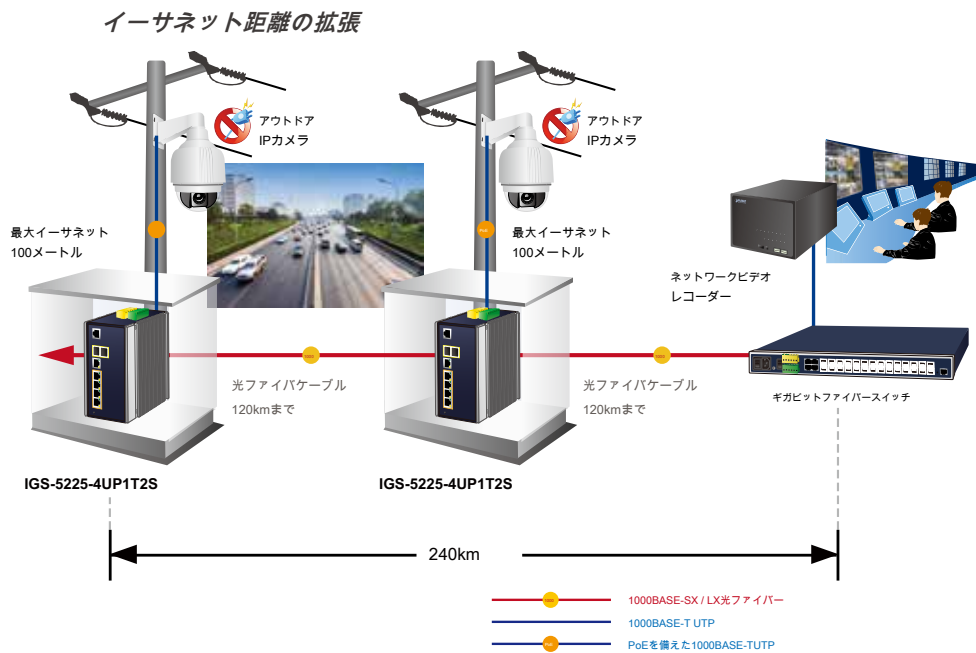 イーサネット距離の拡張
アウトドア
IPカメラ
アウトドア
IPカメラ
最大イーサネット
100メートル
PoE
最大イーサネット
100メートル
ネットワークビデオ
レコーダー
光ファイバケーブル
120kmまで
光ファイバケーブル
120kmまで
ギガビットファイバースイッチ
IGS-5225-4UP1T2S
IGS-5225-4UP1T2S
240km
1000BASE-SX / LX光ファイバー
1000BASE-T UTP
PoEを備えた1000BASE-TUTP